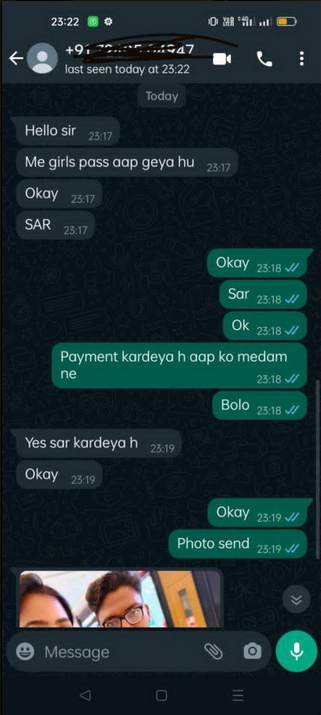 23:22
last seen today at 23:22
Today
Hello sir 23:17
Me girls pass aap geya hu 23:17
Okay 23:17
SAR 23:17
Okay 23:18
Sar 23:18
Ok 23:18
Payment kardeya h aap ko medam
ne 23:18
Bolo 23:18
Yes sar kardeya h 23:19
Okay 23:19
Okay 23:19
Photo send 23:19
Message